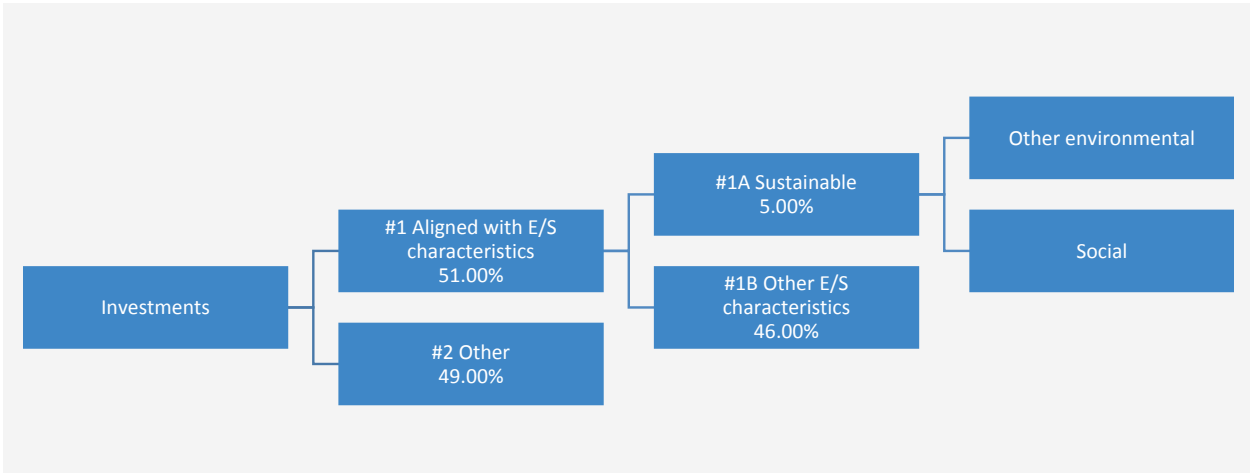 Investments
#1 Aligned with E/S
characteristics
51.00%
#2 Other
49.00%
#1A Sustainable
5.00%
#1B Other E/S
characteristics
46.00%
Other environmental
Social